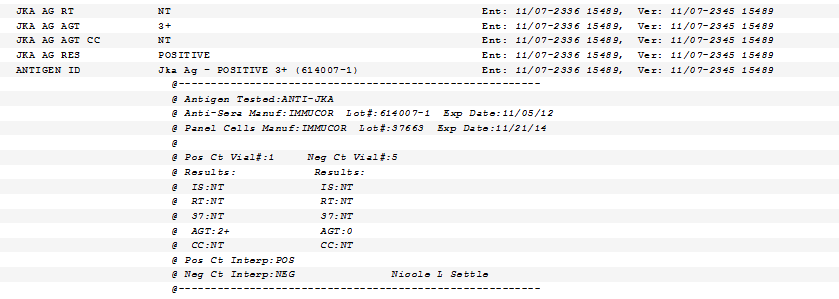 JKA AG RT NT Ent: 11/07-2336 15489, Ver: 11/07-2345 15489
JKA AG AGT 3+ Ent: 11/07-2336 15489, Ver: 11/07-2345 15489
JKA AG AGT CC NT Ent: 11/07-2336 15489, Ver: 11/07-2345 15489
JKA AG RES POSITIVE Ent: 11/07-2336 15489, Ver: 11/07-2345 15489
ANTIGEN ID Jka Ag - POSITIVE 3+ (614007-1) Ent: 11/07-2336 15489, Ver: 11/07-2345 15489
@--------------------------------------------------------
@ Antigen Tested:ANTI-JKA
@ Anti-Sera Manuf:IMMUCOR Lot#:614007-1 Exp Date:11/05/12
@ Panel Cells Manuf:IMMUCOR Lot#:37663 Exp Date:11/21/14
@
@ Pos Ct Vial#:1 Neg Ct Vial#:5
@ Results: Results:
@ IS:NT IS:NT
@ RT:NT RT:NT
@ 37:NT 37:NT
@ AGT:2+ AGT:0
@ CC:NT CC:NT
@ Pos Ct Interp:POS
@ Neg Ct Interp:NEG Nicole L Settle
@--------------------------------------------------------